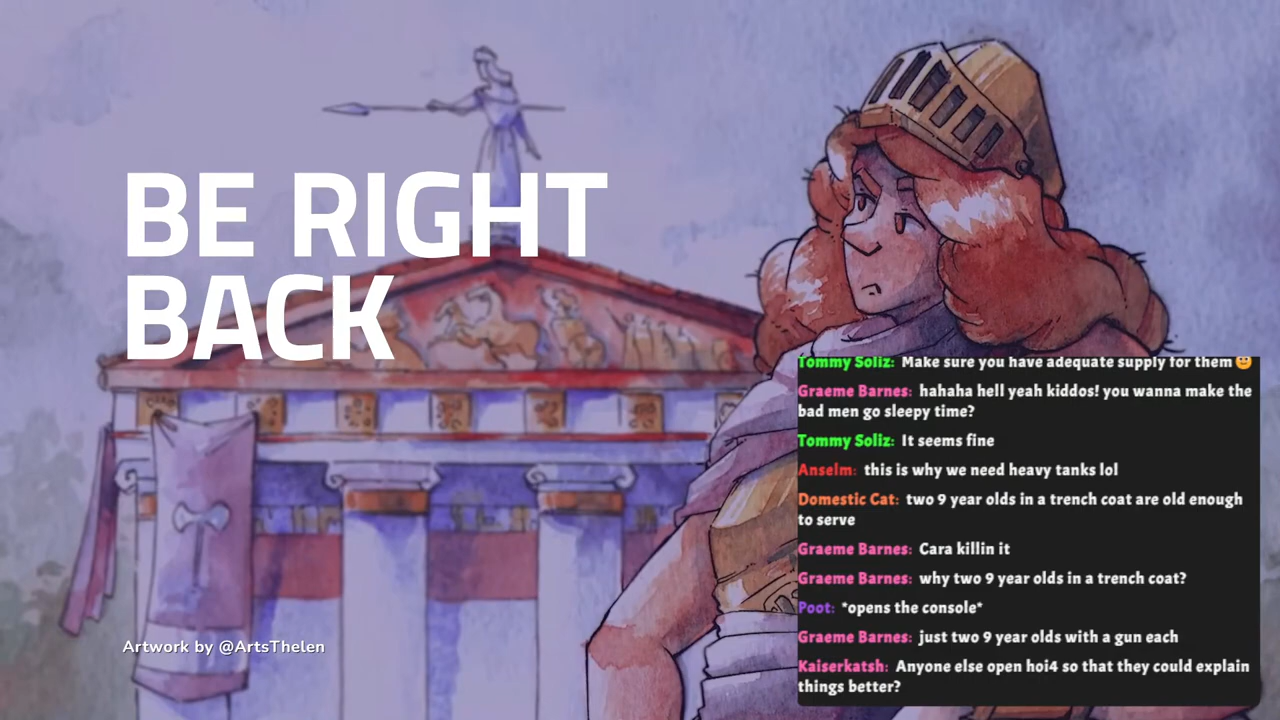 BE RIGHT
BACK
Artwork by @ArtsThelen
Tommy Soliz: Make sure you have adequate supply for them
Graeme Barnes: hahaha hell yeah kiddos! you wanna make the
bad men go sleepy time?
Tommy Soliz: It seems fine
Anselm: this is why we need heavy tanks lol
Domestic Cat: two 9 year olds in a trench coat are old enough
to serve
Graeme Barnes: Cara killin it
Graeme Barnes: why two 9 year olds in a trench coat?
Poot: *opens the console*
Graeme Barnes: just two 9 year olds with a gun each
Kaiserkatsh: Anyone else open hoi4 so that they could explain
things better?